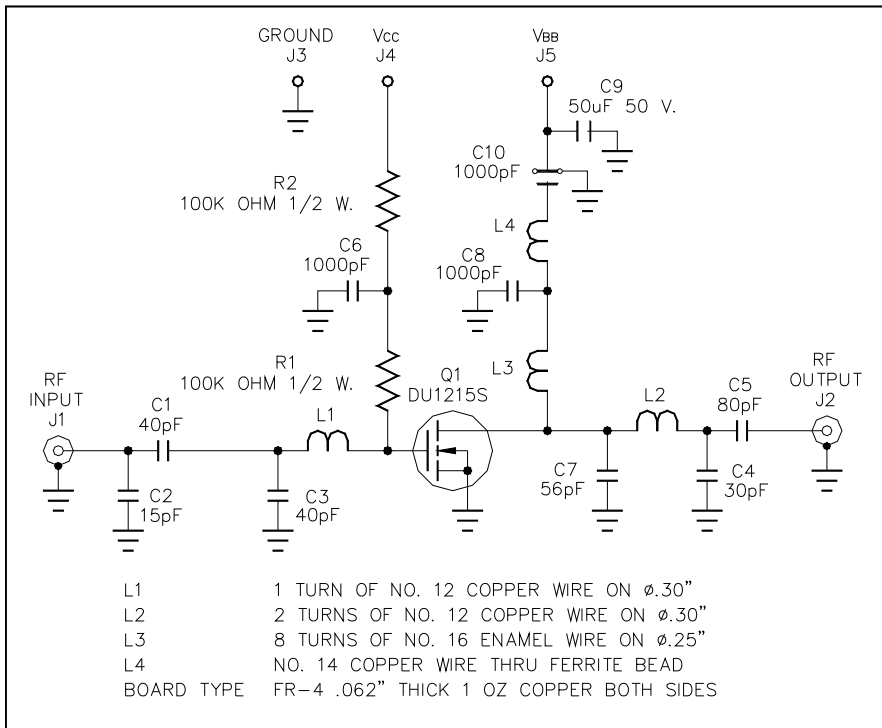 GROUND
J3
Vcc
J4
VBB
J5
C9
50uF 50 V.
C10
1000pF
R2
100K OHM 1/2 W.
L4
C6
1000pF
C8
1000pF
R1
100K OHM 1/2 W.
L3
Q1
DU1215S
RF
INPUT
J1
C1
40pF
L1
L2
C5
80pF
RF
OUTPUT
J2
C2
15pF
C3
40pF
C7
56pF
C4
30pF
L1 1 TURN OF NO. 12 COPPER WIRE ON ø.30"
L2 2 TURNS OF NO. 12 COPPER WIRE ON ø.30"
L3 8 TURNS OF NO. 16 ENAMEL WIRE ON ø.25"
L4 NO. 14 COPPER WIRE THRU FERRITE BEAD
BOARD TYPE FR-4 .062" THICK 1 OZ COPPER BOTH SIDES